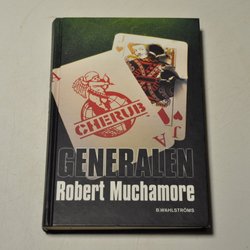 CHERUB
GENERALEN
Robert Muchamore
B.WAHLSTRÖMS